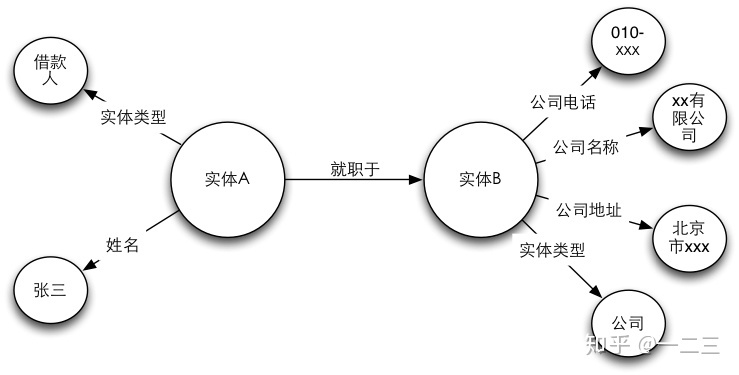 010-
xxx
借款
人
公司电话
xx有
限公
司
实体类型
公司名称
实体A
就职于
实体B
公司地址
北京
市xxx
姓名
实体类型
张三
公司
知乎 @一二三